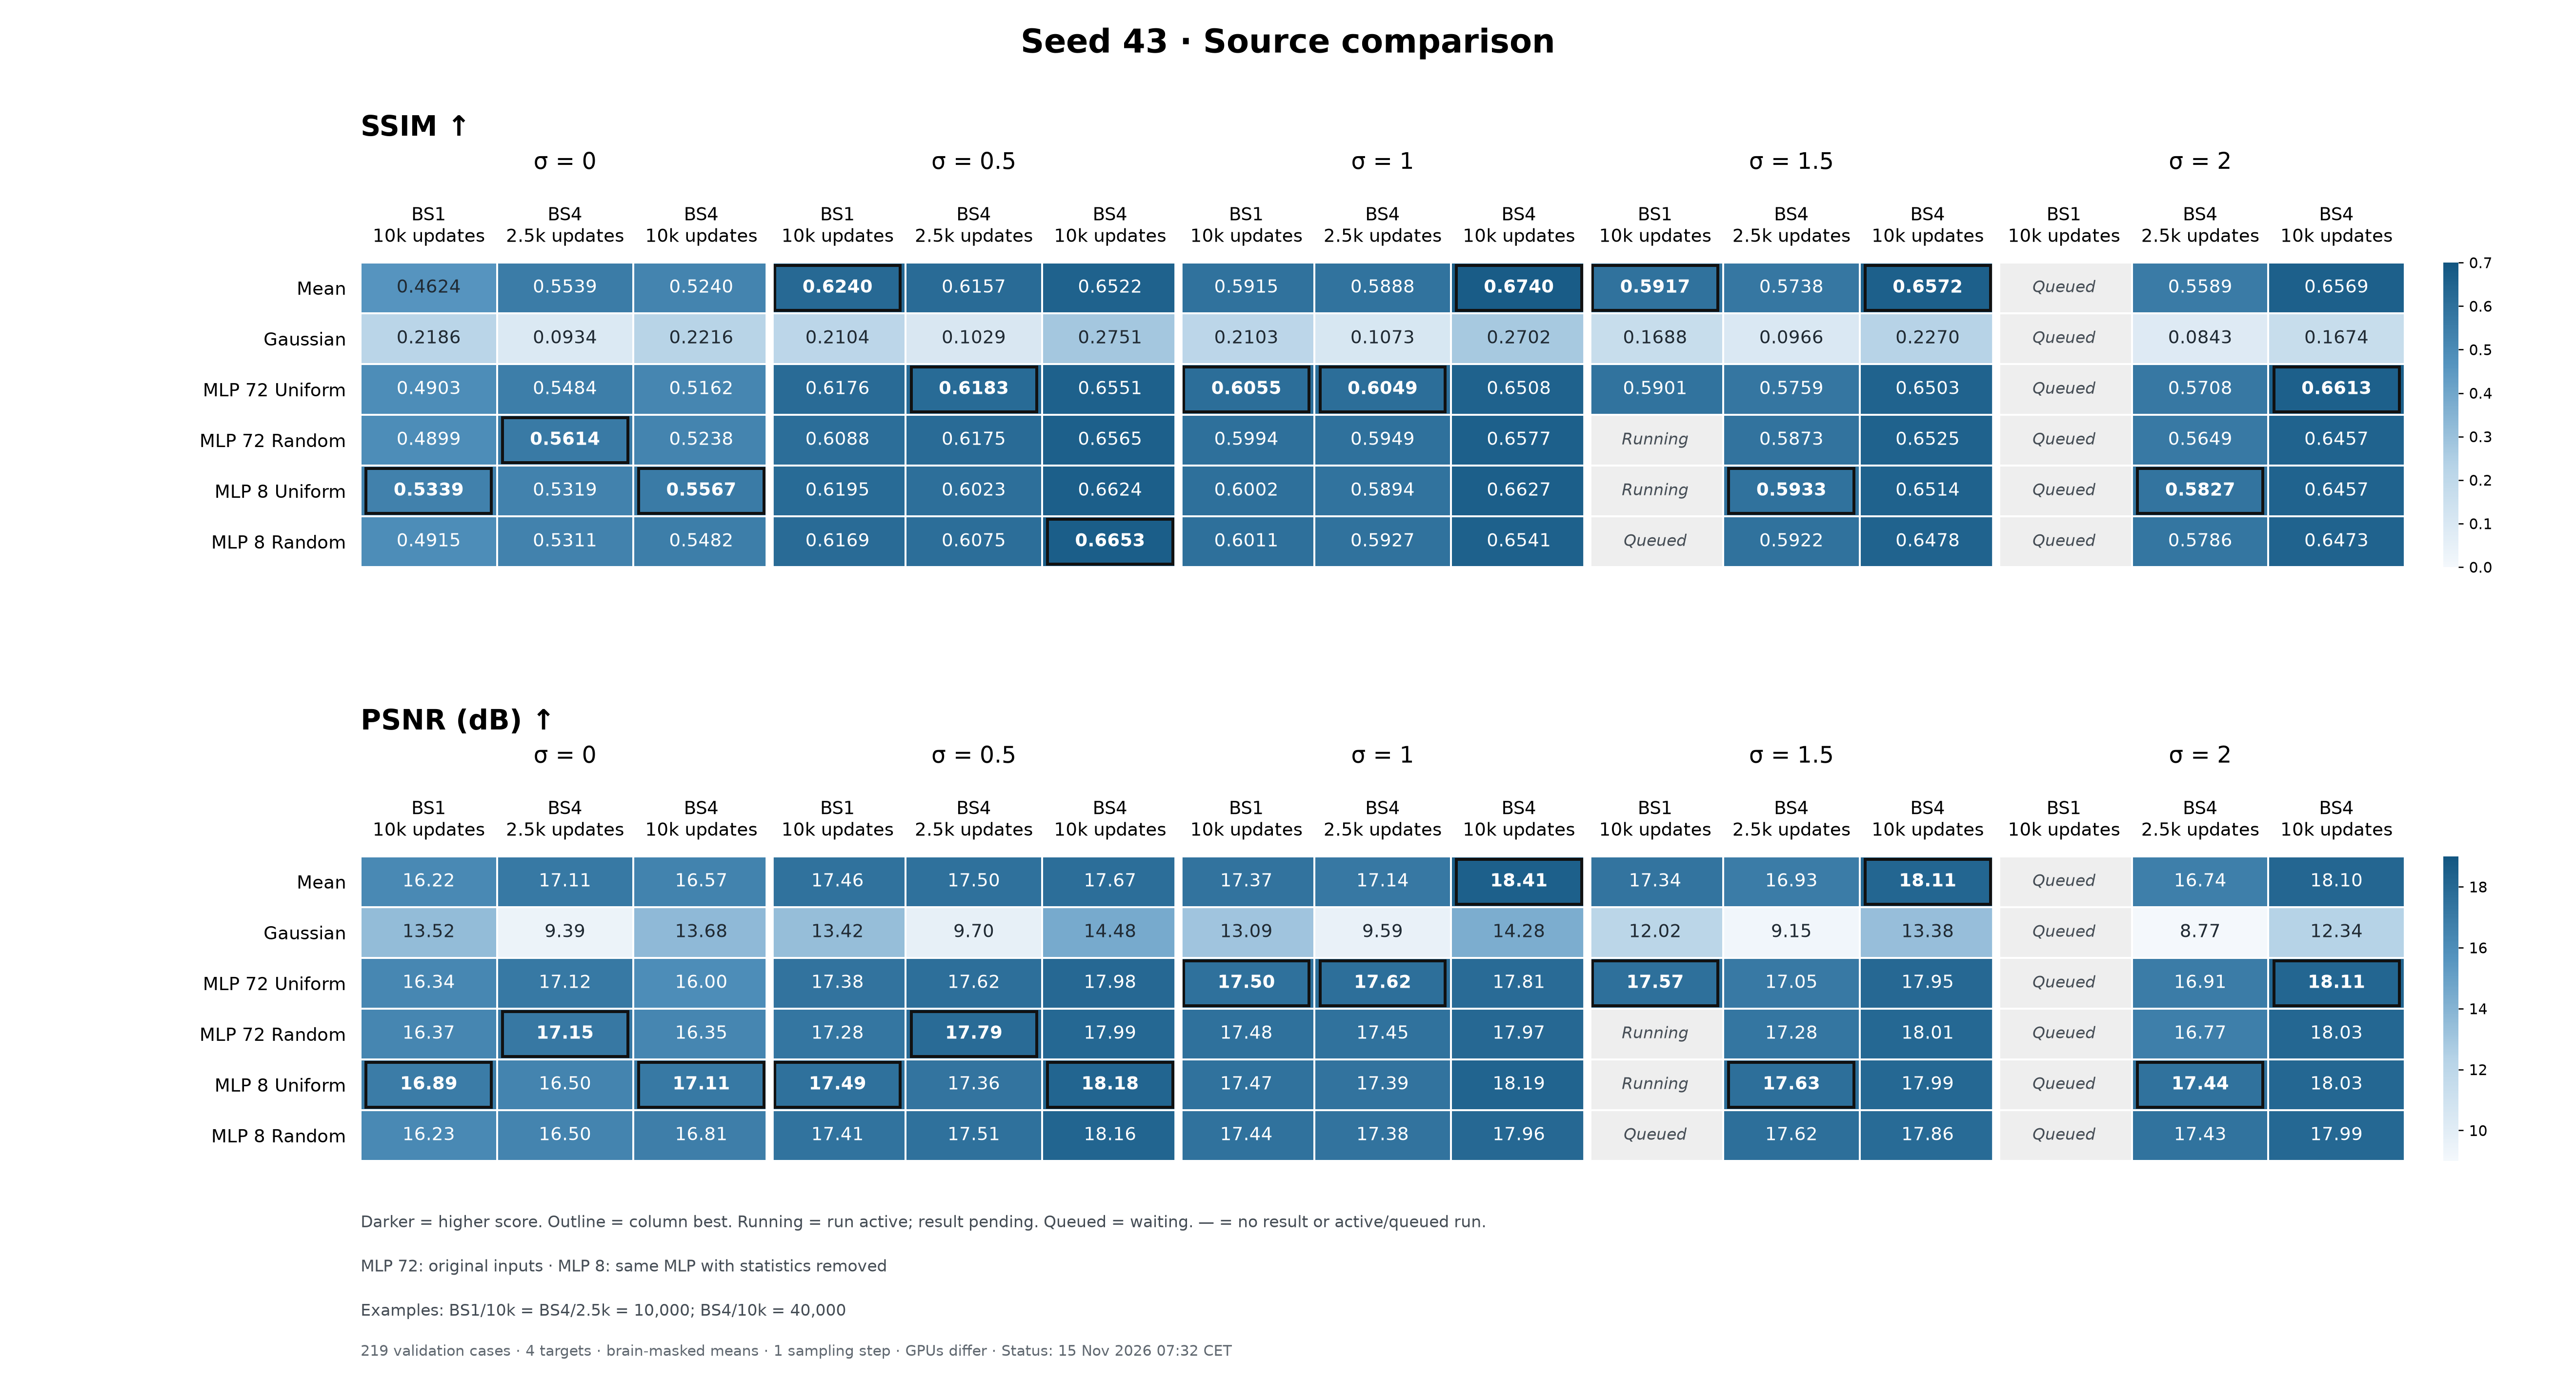 Seed 43 · Source comparison
SSIM ↑
σ = 0 σ = 0.5 σ = 1 σ = 1.5 σ = 2
BS1 BS4 BS4 BS1 BS4 BS4 BS1 BS4 BS4 BS1 BS4 BS4 BS1 BS4 BS4
10k updates 2.5k updates 10k updates 10k updates 2.5k updates 10k updates 10k updates 2.5k updates 10k updates 10k updates 2.5k updates 10k updates 10k updates 2.5k updates 10k updates
Mean 0.4624 0.5539 0.5240 0.6240 0.6157 0.6522 0.5915 0.5888 0.6740 0.5917 0.5738 0.6572 Queued 0.5589 0.6569
Gaussian 0.2186 0.0934 0.2216 0.2104 0.1029 0.2751 0.2103 0.1073 0.2702 0.1688 0.0966 0.2270 Queued 0.0843 0.1674
MLP 72 Uniform 0.4903 0.5484 0.5162 0.6176 0.6183 0.6551 0.6055 0.6049 0.6508 0.5901 0.5759 0.6503 Queued 0.5708 0.6613
MLP 72 Random 0.4899 0.5614 0.5238 0.6088 0.6175 0.6565 0.5994 0.5949 0.6577 Running 0.5873 0.6525 Queued 0.5649 0.6457
MLP 8 Uniform 0.5339 0.5319 0.5567 0.6195 0.6023 0.6624 0.6002 0.5894 0.6627 Running 0.5933 0.6514 Queued 0.5827 0.6457
MLP 8 Random 0.4915 0.5311 0.5482 0.6169 0.6075 0.6653 0.6011 0.5927 0.6541 Queued 0.5922 0.6478 Queued 0.5786 0.6473
0.7
0.6
0.5
0.4
0.3
0.2
0.1
0.0
PSNR (dB) ↑
σ = 0 σ = 0.5 σ = 1 σ = 1.5 σ = 2
BS1 BS4 BS4 BS1 BS4 BS4 BS1 BS4 BS4 BS1 BS4 BS4 BS1 BS4 BS4
10k updates 2.5k updates 10k updates 10k updates 2.5k updates 10k updates 10k updates 2.5k updates 10k updates 10k updates 2.5k updates 10k updates 10k updates 2.5k updates 10k updates
Mean 16.22 17.11 16.57 17.46 17.50 17.67 17.37 17.14 18.41 17.34 16.93 18.11 Queued 16.74 18.10
Gaussian 13.52 9.39 13.68 13.42 9.70 14.48 13.09 9.59 14.28 12.02 9.15 13.38 Queued 8.77 12.34
MLP 72 Uniform 16.34 17.12 16.00 17.38 17.62 17.98 17.50 17.62 17.81 17.57 17.05 17.95 Queued 16.91 18.11
MLP 72 Random 16.37 17.15 16.35 17.28 17.79 17.99 17.48 17.45 17.97 Running 17.28 18.01 Queued 16.77 18.03
MLP 8 Uniform 16.89 16.50 17.11 17.49 17.36 18.18 17.47 17.39 18.19 Running 17.63 17.99 Queued 17.44 18.03
MLP 8 Random 16.23 16.50 16.81 17.41 17.51 18.16 17.44 17.38 17.96 Queued 17.62 17.86 Queued 17.43 17.99
18
16
14
12
10
Darker = higher score. Outline = column best. Running = run active; result pending. Queued = waiting. — = no result or active/queued run.
MLP 72: original inputs · MLP 8: same MLP with statistics removed
Examples: BS1/10k = BS4/2.5k = 10,000; BS4/10k = 40,000
219 validation cases · 4 targets · brain-masked means · 1 sampling step · GPUs differ · Status: 15 Nov 2026 07:32 CET